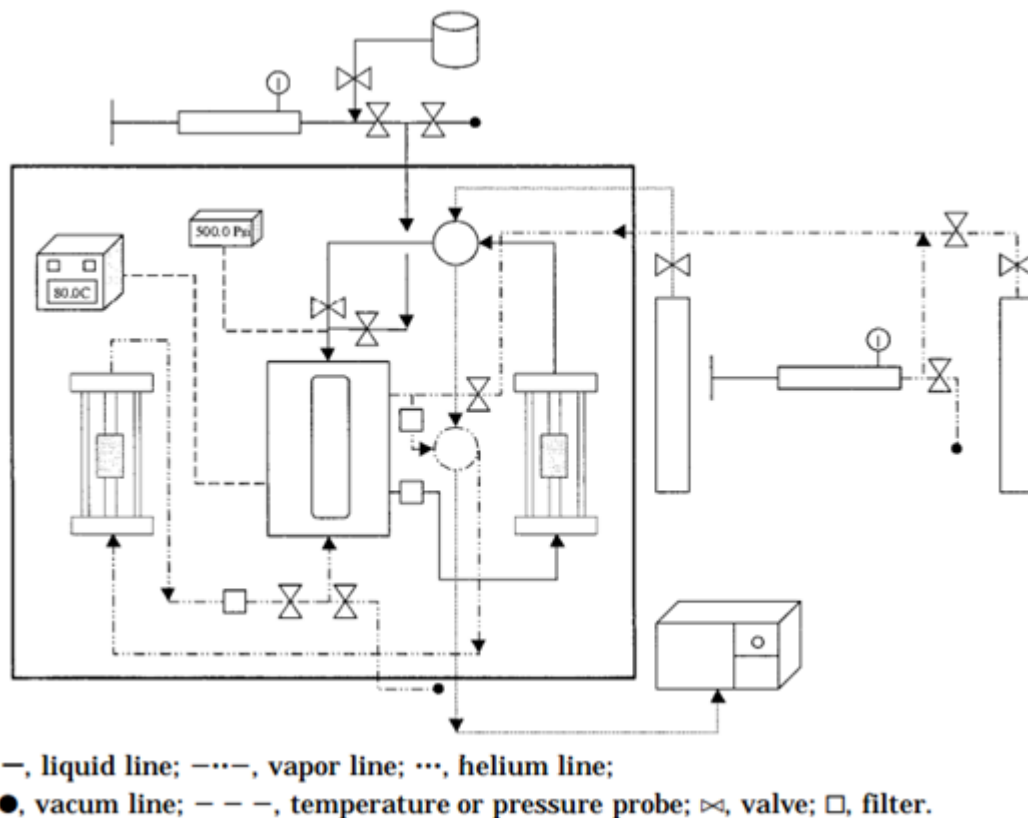 500.0 Psi
80.0C
—, liquid line; —··—, vapor line; ···, helium line;
●, vacum line; – – –, temperature or pressure probe; ⋈, valve; □, filter.